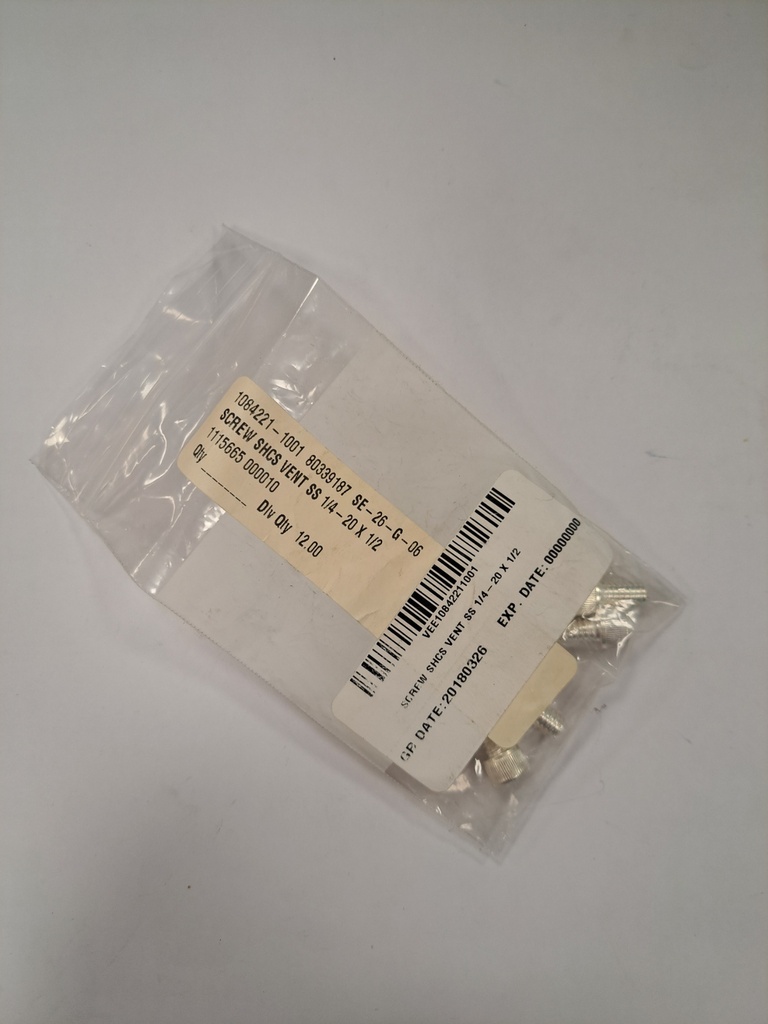 1084221-1001 80339187 SE-26-G-06
SCREW SHCS VENT SS 1/4-20 X 1/2
1115665 000010
Qty ________ Div Qty 12.00
VEE10842211001
SCREW SHCS VENT SS 1/4-20 X 1/2
GR DATE:20180326 EXP. DATE:00000000